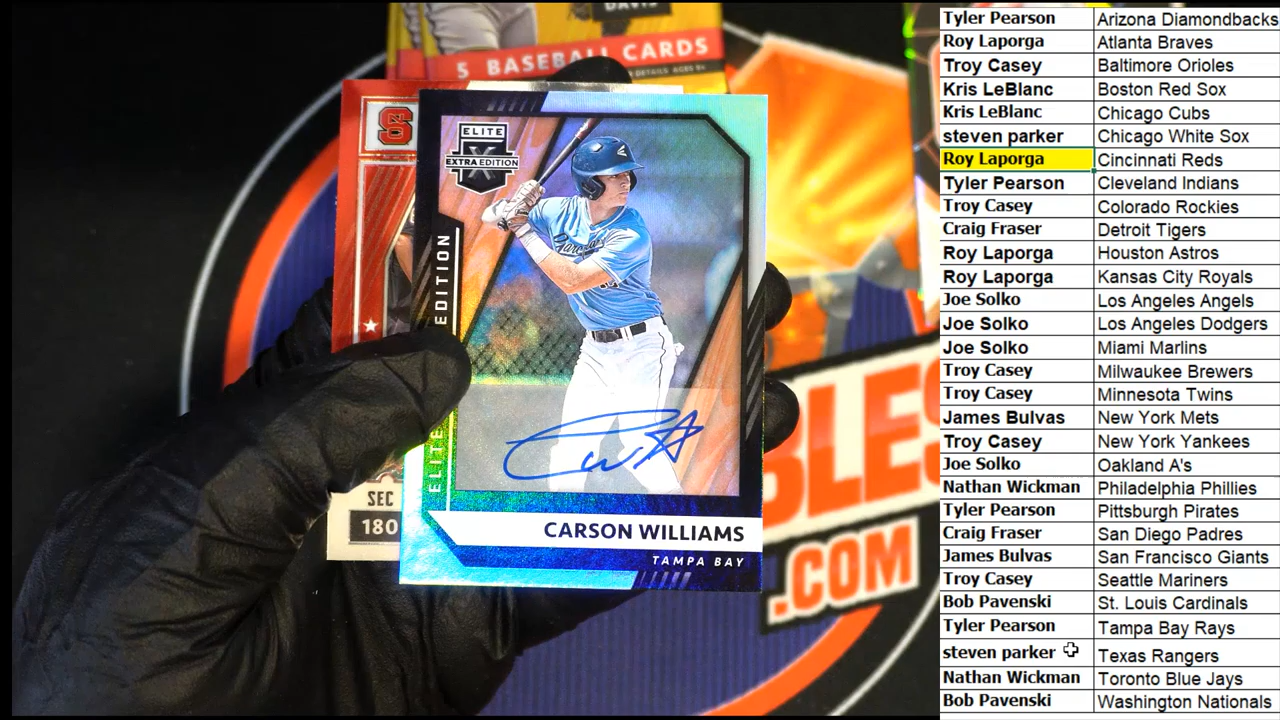 DAVIS
5 BASEBALL CARDS
S
ELITE
X
EXTRA EDITION
EDITION
ELITE
SEC
180
CARSON WILLIAMS
TAMPA BAY
BLES
.COM
Tyler Pearson Arizona Diamondbacks
Roy Laporga Atlanta Braves
Troy Casey Baltimore Orioles
Kris LeBlanc Boston Red Sox
Kris LeBlanc Chicago Cubs
steven parker Chicago White Sox
Roy Laporga Cincinnati Reds
Tyler Pearson Cleveland Indians
Troy Casey Colorado Rockies
Craig Fraser Detroit Tigers
Roy Laporga Houston Astros
Roy Laporga Kansas City Royals
Joe Solko Los Angeles Angels
Joe Solko Los Angeles Dodgers
Joe Solko Miami Marlins
Troy Casey Milwaukee Brewers
Troy Casey Minnesota Twins
James Bulvas New York Mets
Troy Casey New York Yankees
Joe Solko Oakland A's
Nathan Wickman Philadelphia Phillies
Tyler Pearson Pittsburgh Pirates
Craig Fraser San Diego Padres
James Bulvas San Francisco Giants
Troy Casey Seattle Mariners
Bob Pavenski St. Louis Cardinals
Tyler Pearson Tampa Bay Rays
steven parker Texas Rangers
Nathan Wickman Toronto Blue Jays
Bob Pavenski Washington Nationals